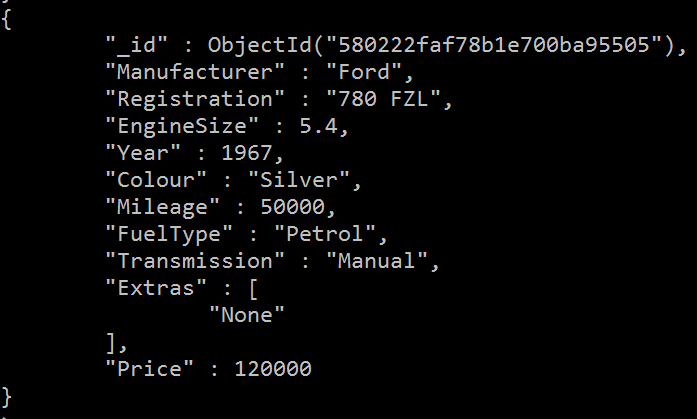 {
"_id" : ObjectId("580222faf78b1e700ba95505"),
"Manufacturer" : "Ford",
"Registration" : "780 FZL",
"EngineSize" : 5.4,
"Year" : 1967,
"Colour" : "Silver",
"Mileage" : 50000,
"FuelType" : "Petrol",
"Transmission" : "Manual",
"Extras" : [
"None"
],
"Price" : 120000
}